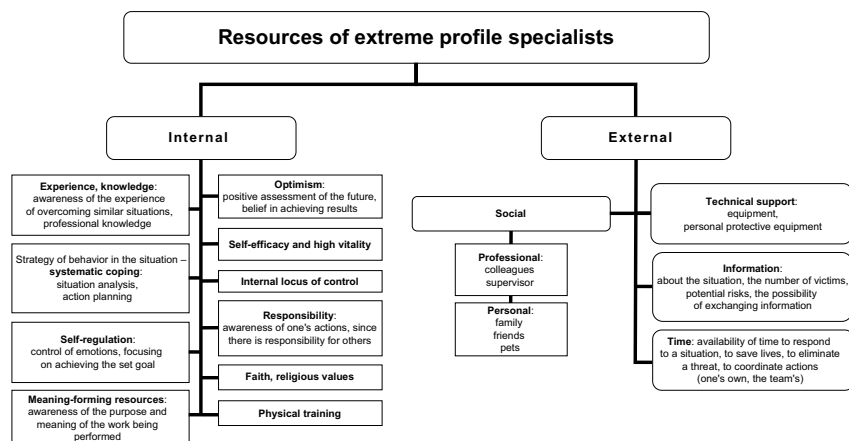 Resources of extreme profile specialists
Internal
External
Experience, knowledge:
awareness of the experience
of overcoming similar situations,
professional knowledge
Strategy of behavior in the situation –
systematic coping:
situation analysis,
action planning
Self-regulation:
control of emotions, focusing
on achieving the set goal
Meaning-forming resources:
awareness of the purpose and
meaning of the work being
performed
Optimism:
positive assessment of the future,
belief in achieving results
Self-efficacy and high vitality
Internal locus of control
Responsibility:
awareness of one's actions, since
there is responsibility for others
Faith, religious values
Physical training
Social
Professional:
colleagues
supervisor
Personal:
family
friends
pets
Technical support:
equipment,
personal protective equipment
Information:
about the situation, the number of victims,
potential risks, the possibility
of exchanging information
Time: availability of time to respond
to a situation, to save lives, to eliminate
a threat, to coordinate actions
(one's own, the team's)